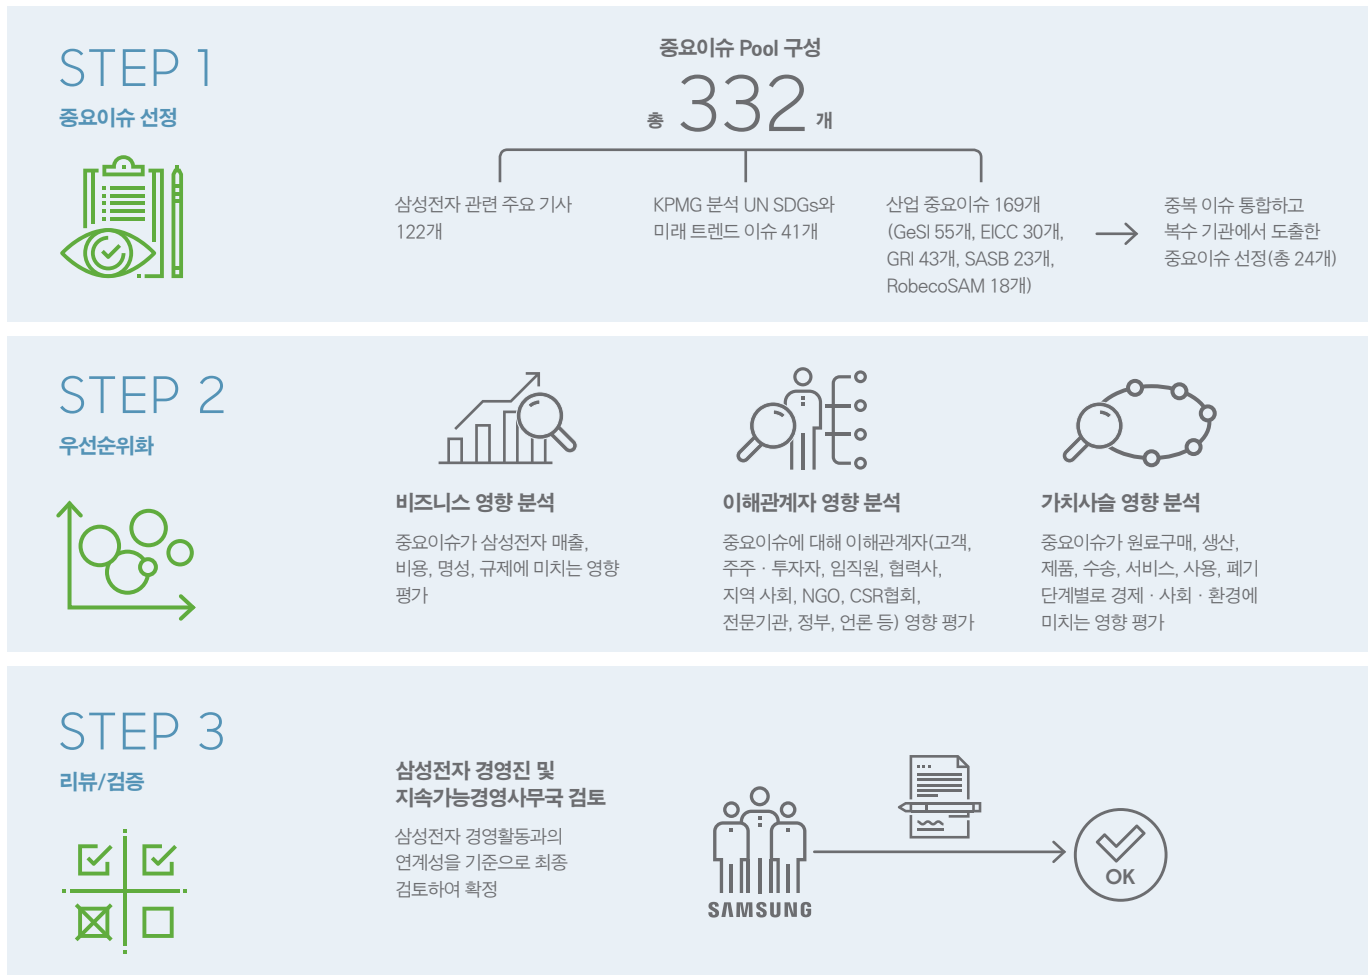 STEP 1
중요이슈 선정
중요이슈 Pool 구성
총 332 개
삼성전자 관련 주요 기사
122개
KPMG 분석 UN SDGs와
미래 트렌드 이슈 41개
산업 중요이슈 169개
(GeSI 55개, EICC 30개,
GRI 43개, SASB 23개,
RobecoSAM 18개)
중복 이슈 통합하고
복수 기관에서 도출한
중요이슈 선정(총 24개)
STEP 2
우선순위화
비즈니스 영향 분석
중요이슈가 삼성전자 매출,
비용, 명성, 규제에 미치는 영향
평가
이해관계자 영향 분석
중요이슈에 대해 이해관계자(고객,
주주 · 투자자, 임직원, 협력사,
지역 사회, NGO, CSR협회,
전문기관, 정부, 언론 등) 영향 평가
가치사슬 영향 분석
중요이슈가 원료구매, 생산,
제품, 수송, 서비스, 사용, 폐기
단계별로 경제 · 사회 · 환경에
미치는 영향 평가
STEP 3
리뷰/검증
삼성전자 경영진 및
지속가능경영사무국 검토
삼성전자 경영활동과의
연계성을 기준으로 최종
검토하여 확정
SAMSUNG
OK